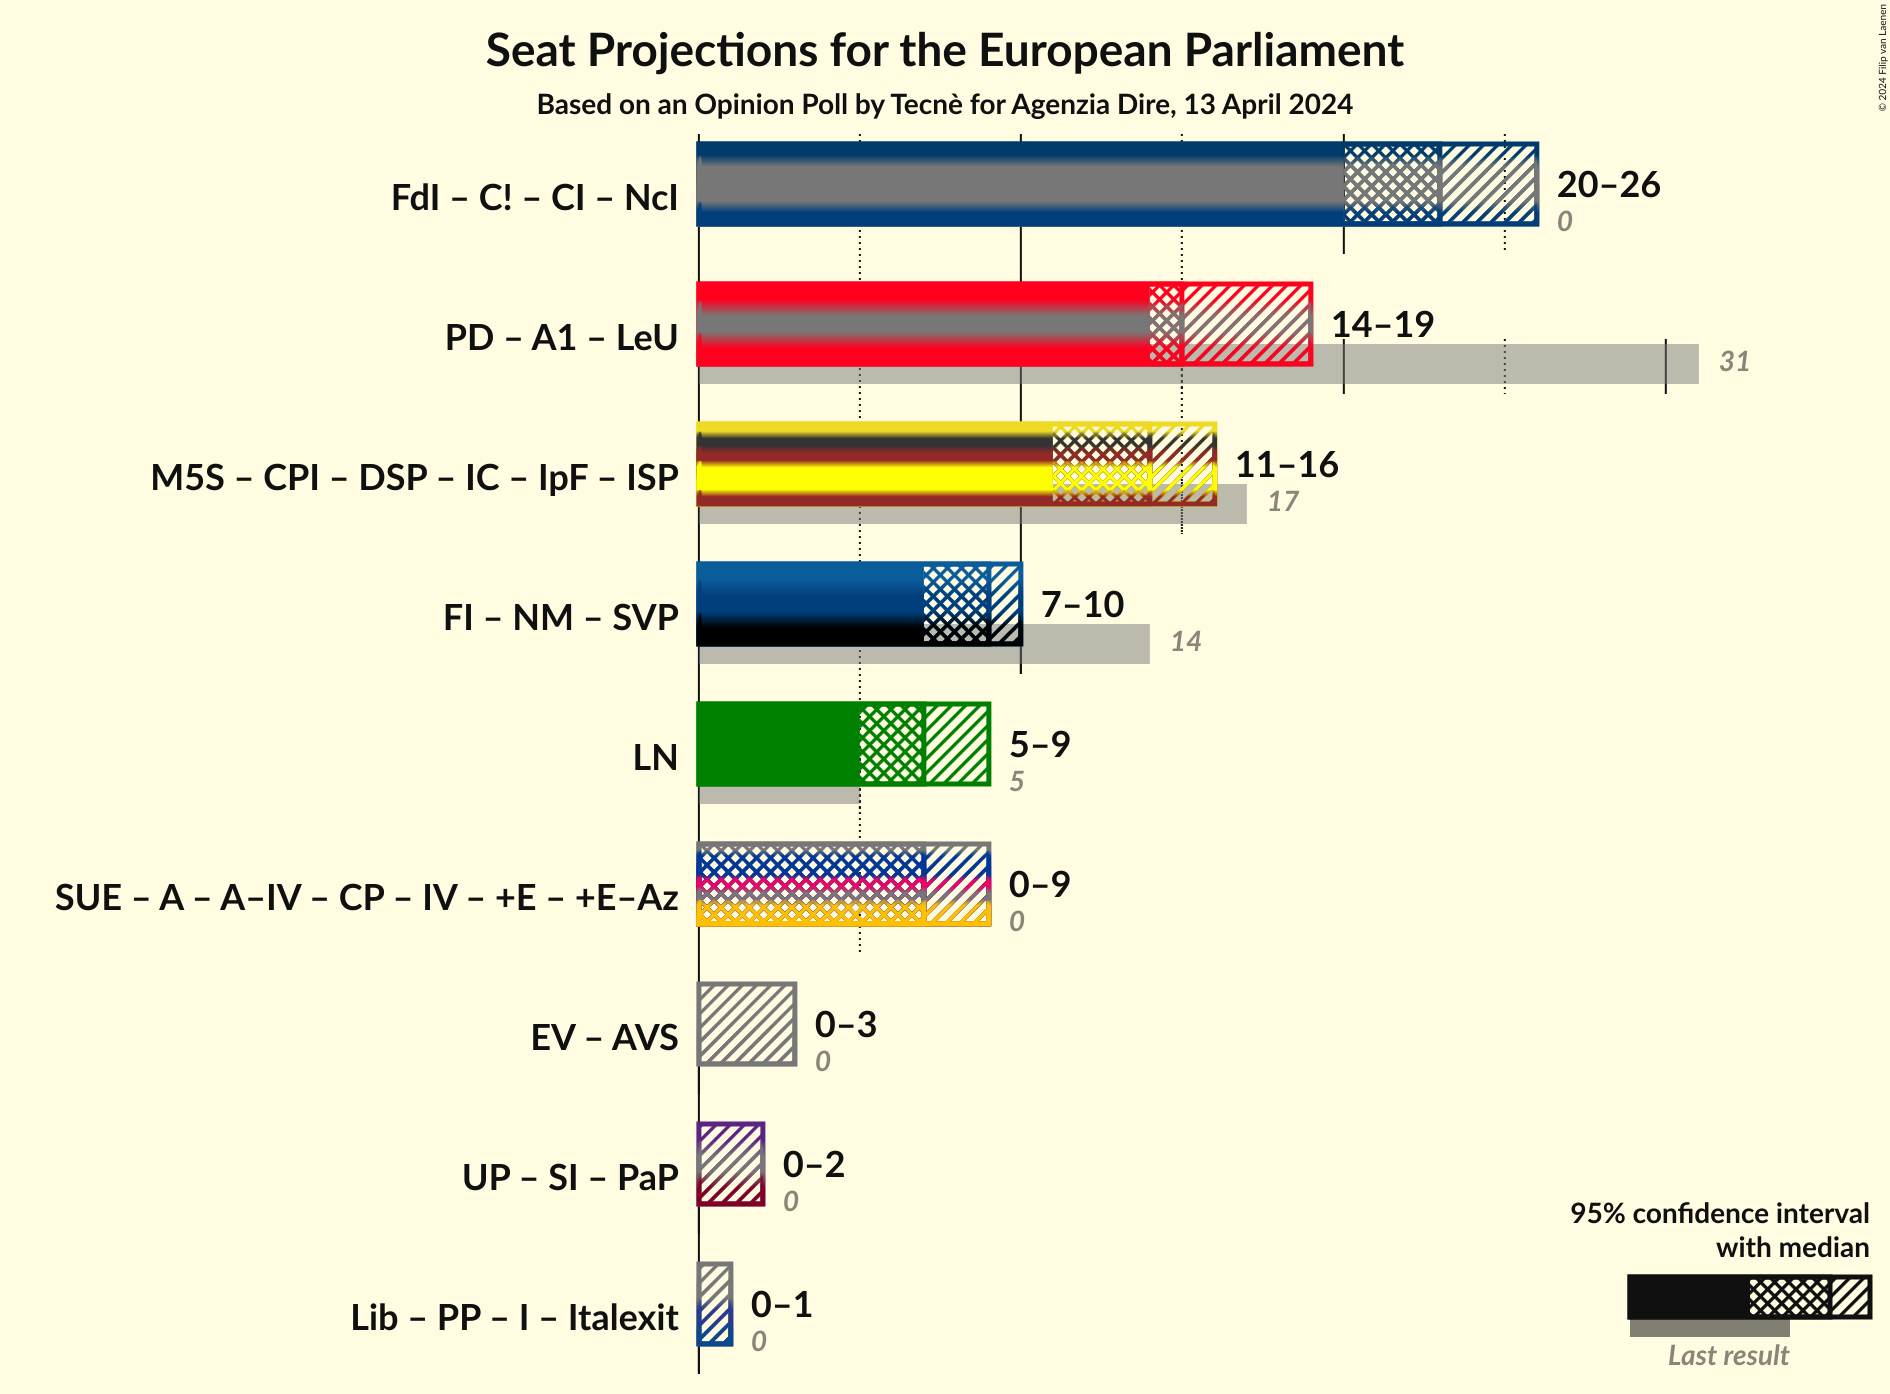 Seat Projections for the European Parliament
Based on an Opinion Poll by Tecnè for Agenzia Dire, 13 April 2024
© 2024 Filip van Laenen
FdI – C! – CI – NcI
20–26
0
PD – A1 – LeU
14–19
31
M5S – CPI – DSP – IC – IpF – ISP
11–16
17
FI – NM – SVP
7–10
14
LN
5–9
5
SUE – A – A–IV – CP – IV – +E – +E–Az
0–9
0
EV – AVS
0–3
0
UP – SI – PaP
0–2
0
Lib – PP – I – Italexit
0–1
0
95% confidence interval
with median
Last result